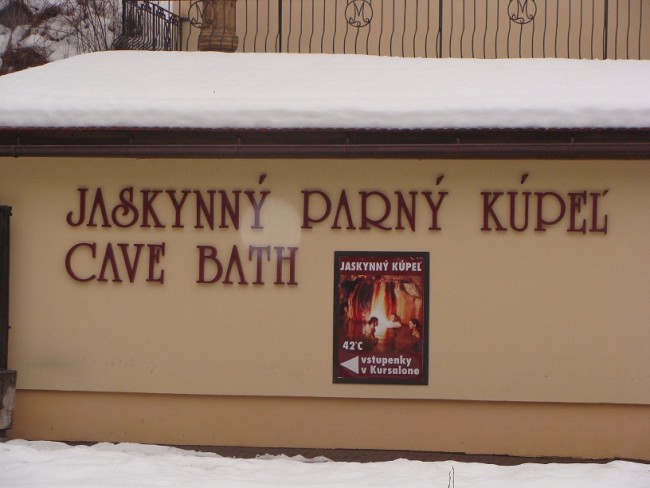 JASKYNNÝ PARNÝ KÚPEĽ
CAVE BATH
JASKYNNÝ KÚPEĽ
42°C
vstupenky
v Kursalone